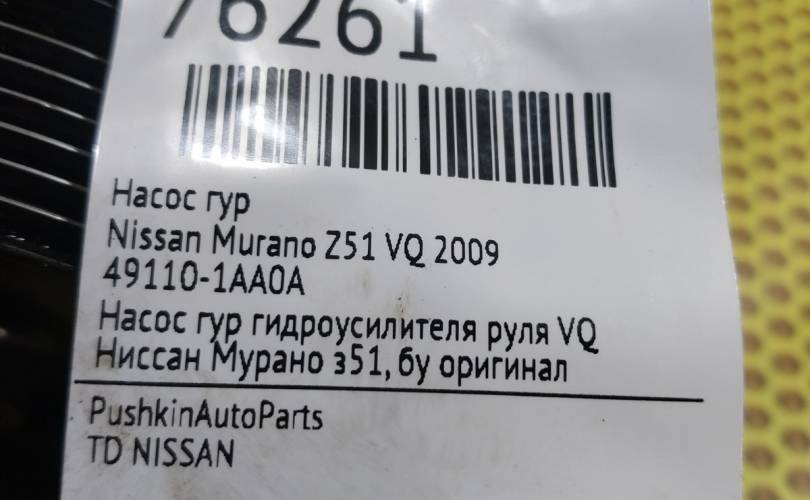 76261
Насос гур
Nissan Murano Z51 VQ 2009
49110-1AA0A
Насос гур гидроусилителя руля VQ
Ниссан Мурано з51, бу оригинал
PushkinAutoParts
TD NISSAN